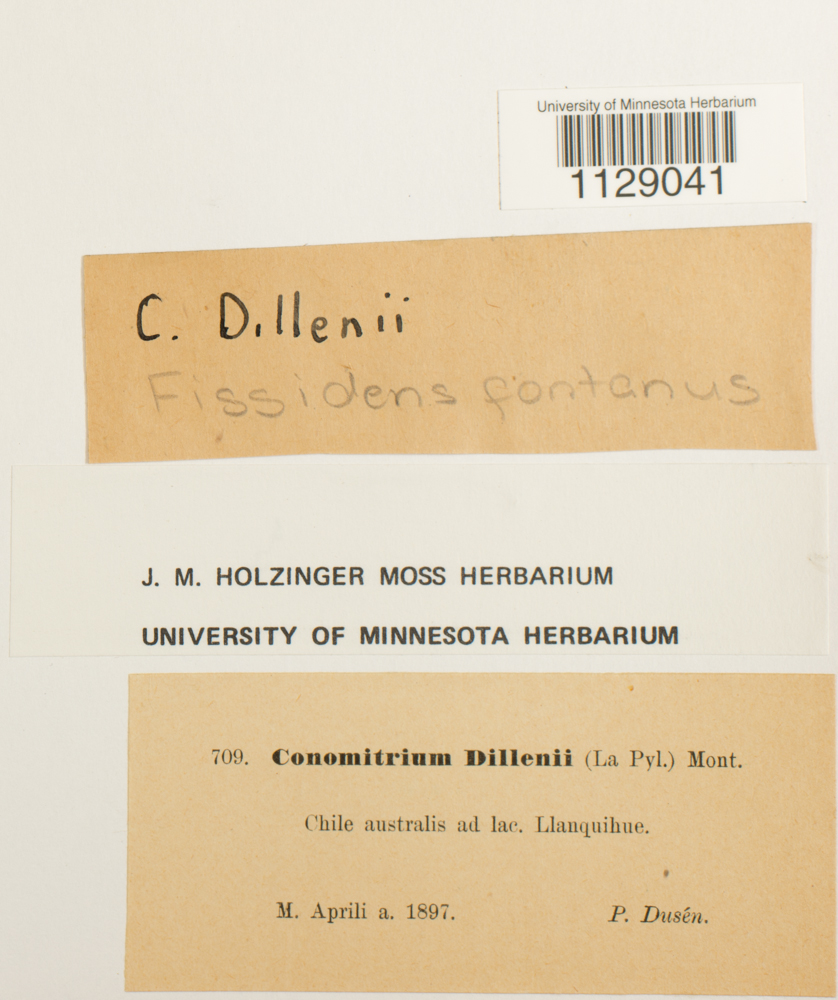 University of Minnesota Herbarium
1129041
C. Dillenii
Fissidens fontanus
J. M. HOLZINGER MOSS HERBARIUM
UNIVERSITY OF MINNESOTA HERBARIUM
709. Conomitrium Dillenii (La Pyl.) Mont.
Chile australis ad lac. Llanquihue.
M. Aprili a. 1897. P. Dusén.